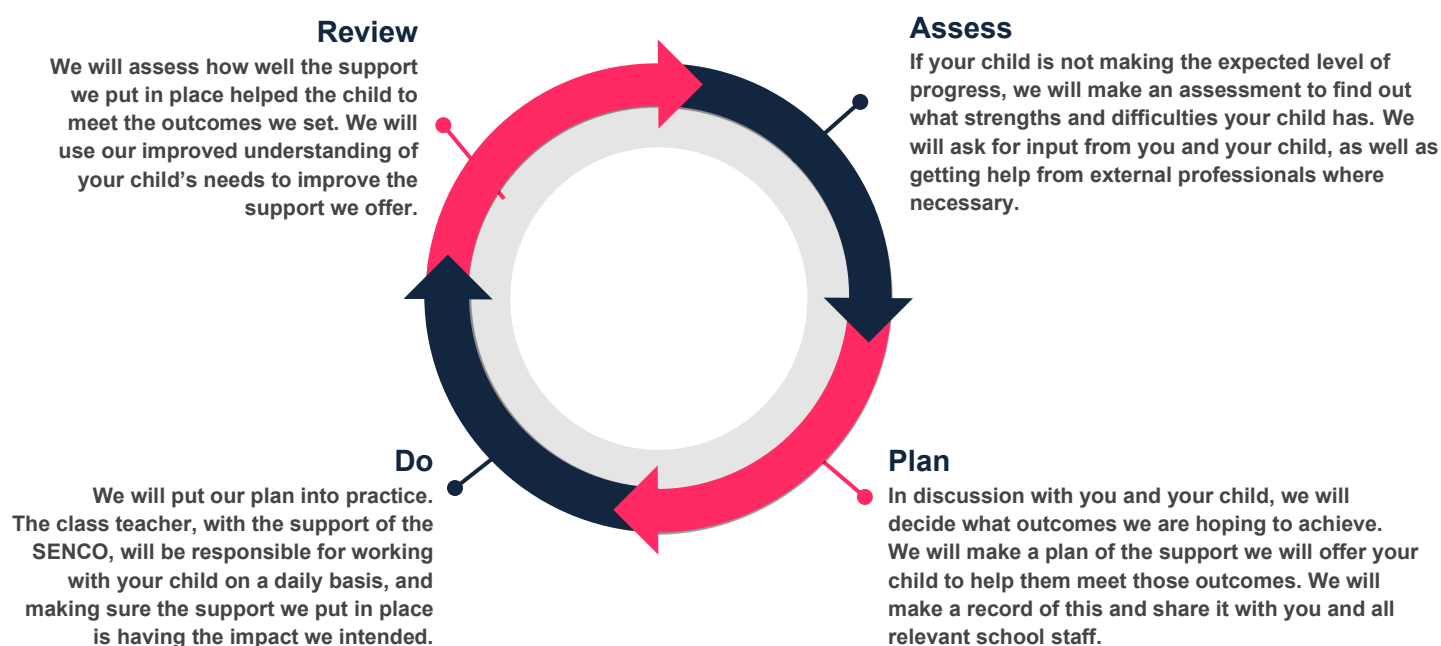 Review
We will assess how well the support
we put in place helped the child to
meet the outcomes we set. We will
use our improved understanding of
your child’s needs to improve the
support we offer.
Assess
If your child is not making the expected level of
progress, we will make an assessment to find out
what strengths and difficulties your child has. We
will ask for input from you and your child, as well as
getting help from external professionals where
necessary.
Do
We will put our plan into practice.
The class teacher, with the support of the
SENCO, will be responsible for working
with your child on a daily basis, and
making sure the support we put in place
is having the impact we intended.
Plan
In discussion with you and your child, we will
decide what outcomes we are hoping to achieve.
We will make a plan of the support we will offer your
child to help them meet those outcomes. We will
make a record of this and share it with you and all
relevant school staff.